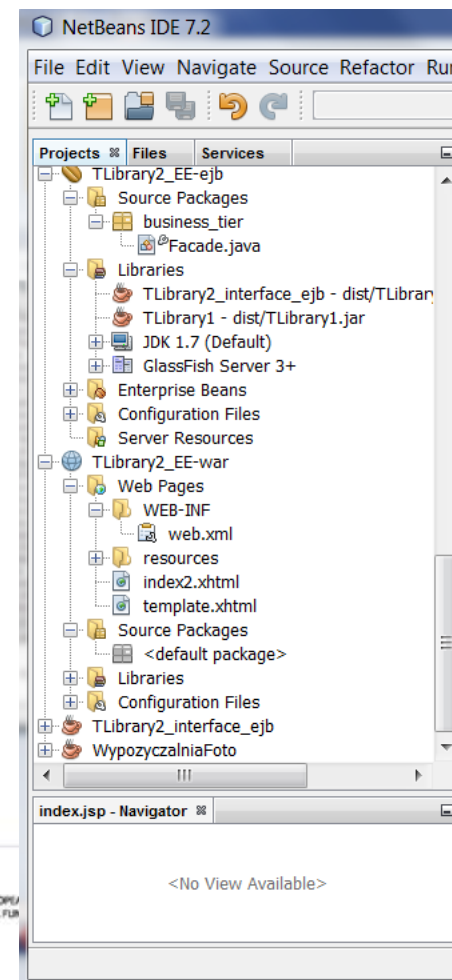 NetBeans IDE 7.2
File Edit View Navigate Source Refactor Ru
Projects Files Services
TLibrary2_EE-ejb
Source Packages
business_tier
Facade.java
Libraries
TLibrary2_interface_ejb - dist/TLibrar
TLibrary1 - dist/TLibrary1.jar
JDK 1.7 (Default)
GlassFish Server 3+
Enterprise Beans
Configuration Files
Server Resources
TLibrary2_EE-war
Web Pages
WEB-INF
web.xml
resources
index2.xhtml
template.xhtml
Source Packages
<default package>
Libraries
Configuration Files
TLibrary2_interface_ejb
WypozyczalniaFoto
index.jsp - Navigator
<No View Available>